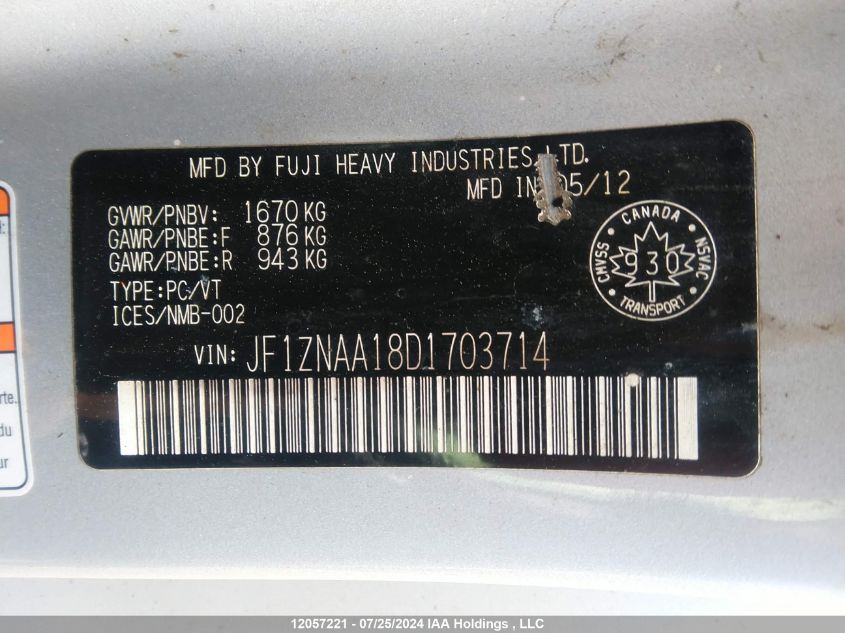 MFD BY FUJI HEAVY INDUSTRIES,LTD.
MFD IN 05/12
GVWR/PNBV: 1670 KG
GAWR/PNBE:F 876 KG
GAWR/PNBE:R 943 KG
TYPE:PC/VT
ICES/NMB-002
CANADA
CMVSS 930 NSVAC
TRANSPORT
VIN: JF1ZNAA18D1703714
du
12057221 - 07/25/2024 IAA Holdings , LLC